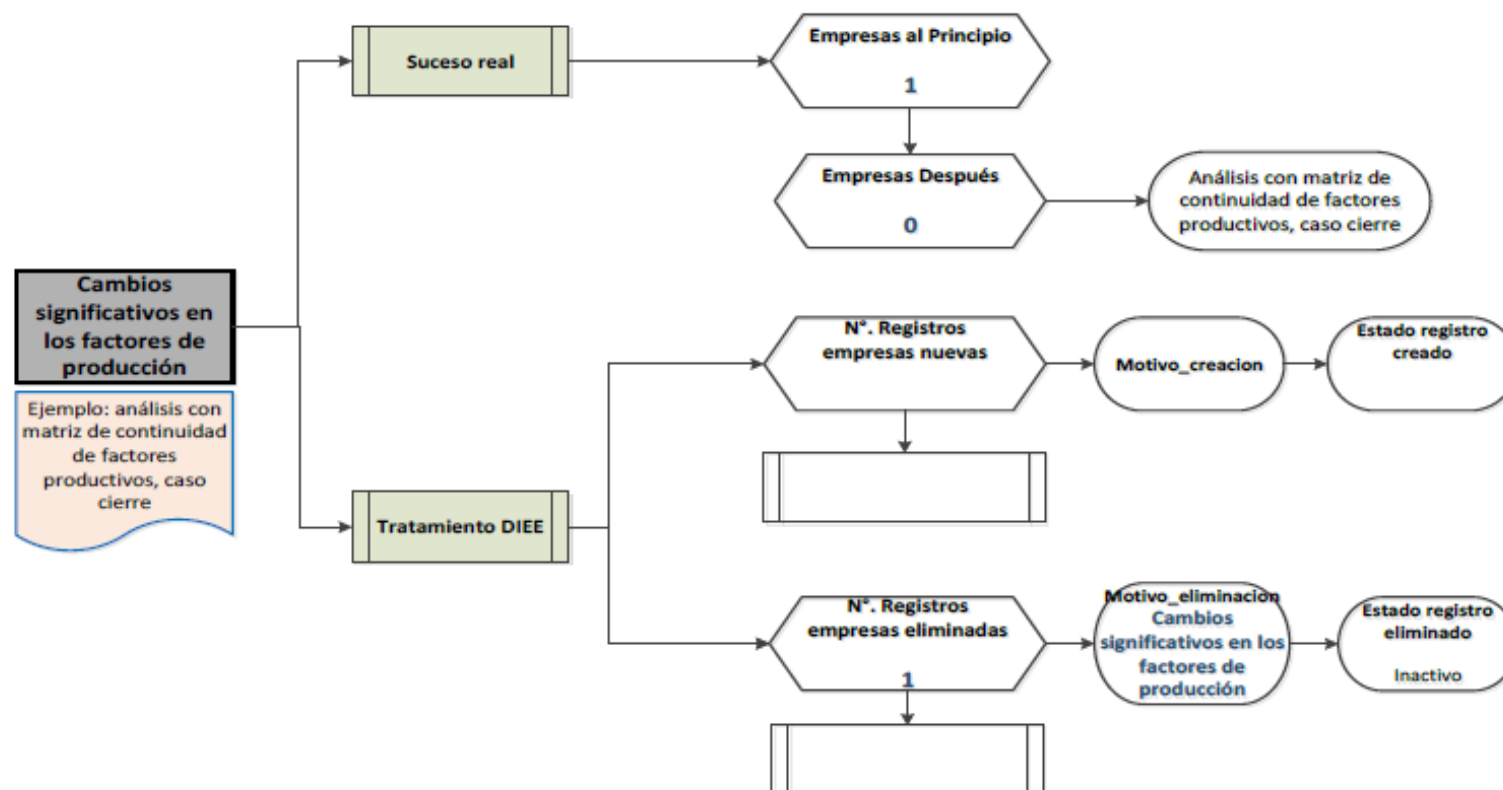 Empresas al Principio
1
Suceso real
Empresas Después
0
Análisis con matriz de
continuidad de factores
productivos, caso cierre
Cambios
significativos en
los factores de
producción
Ejemplo: análisis con
matriz de continuidad
de factores
productivos, caso
cierre
N°. Registros
empresas nuevas
Motivo_creacion
Estado registro
creado
Tratamiento DIEE
N°. Registros
empresas eliminadas
1
Motivo_eliminacion
Cambios
significativos en los
factores de
producción
Estado registro
eliminado
Inactivo